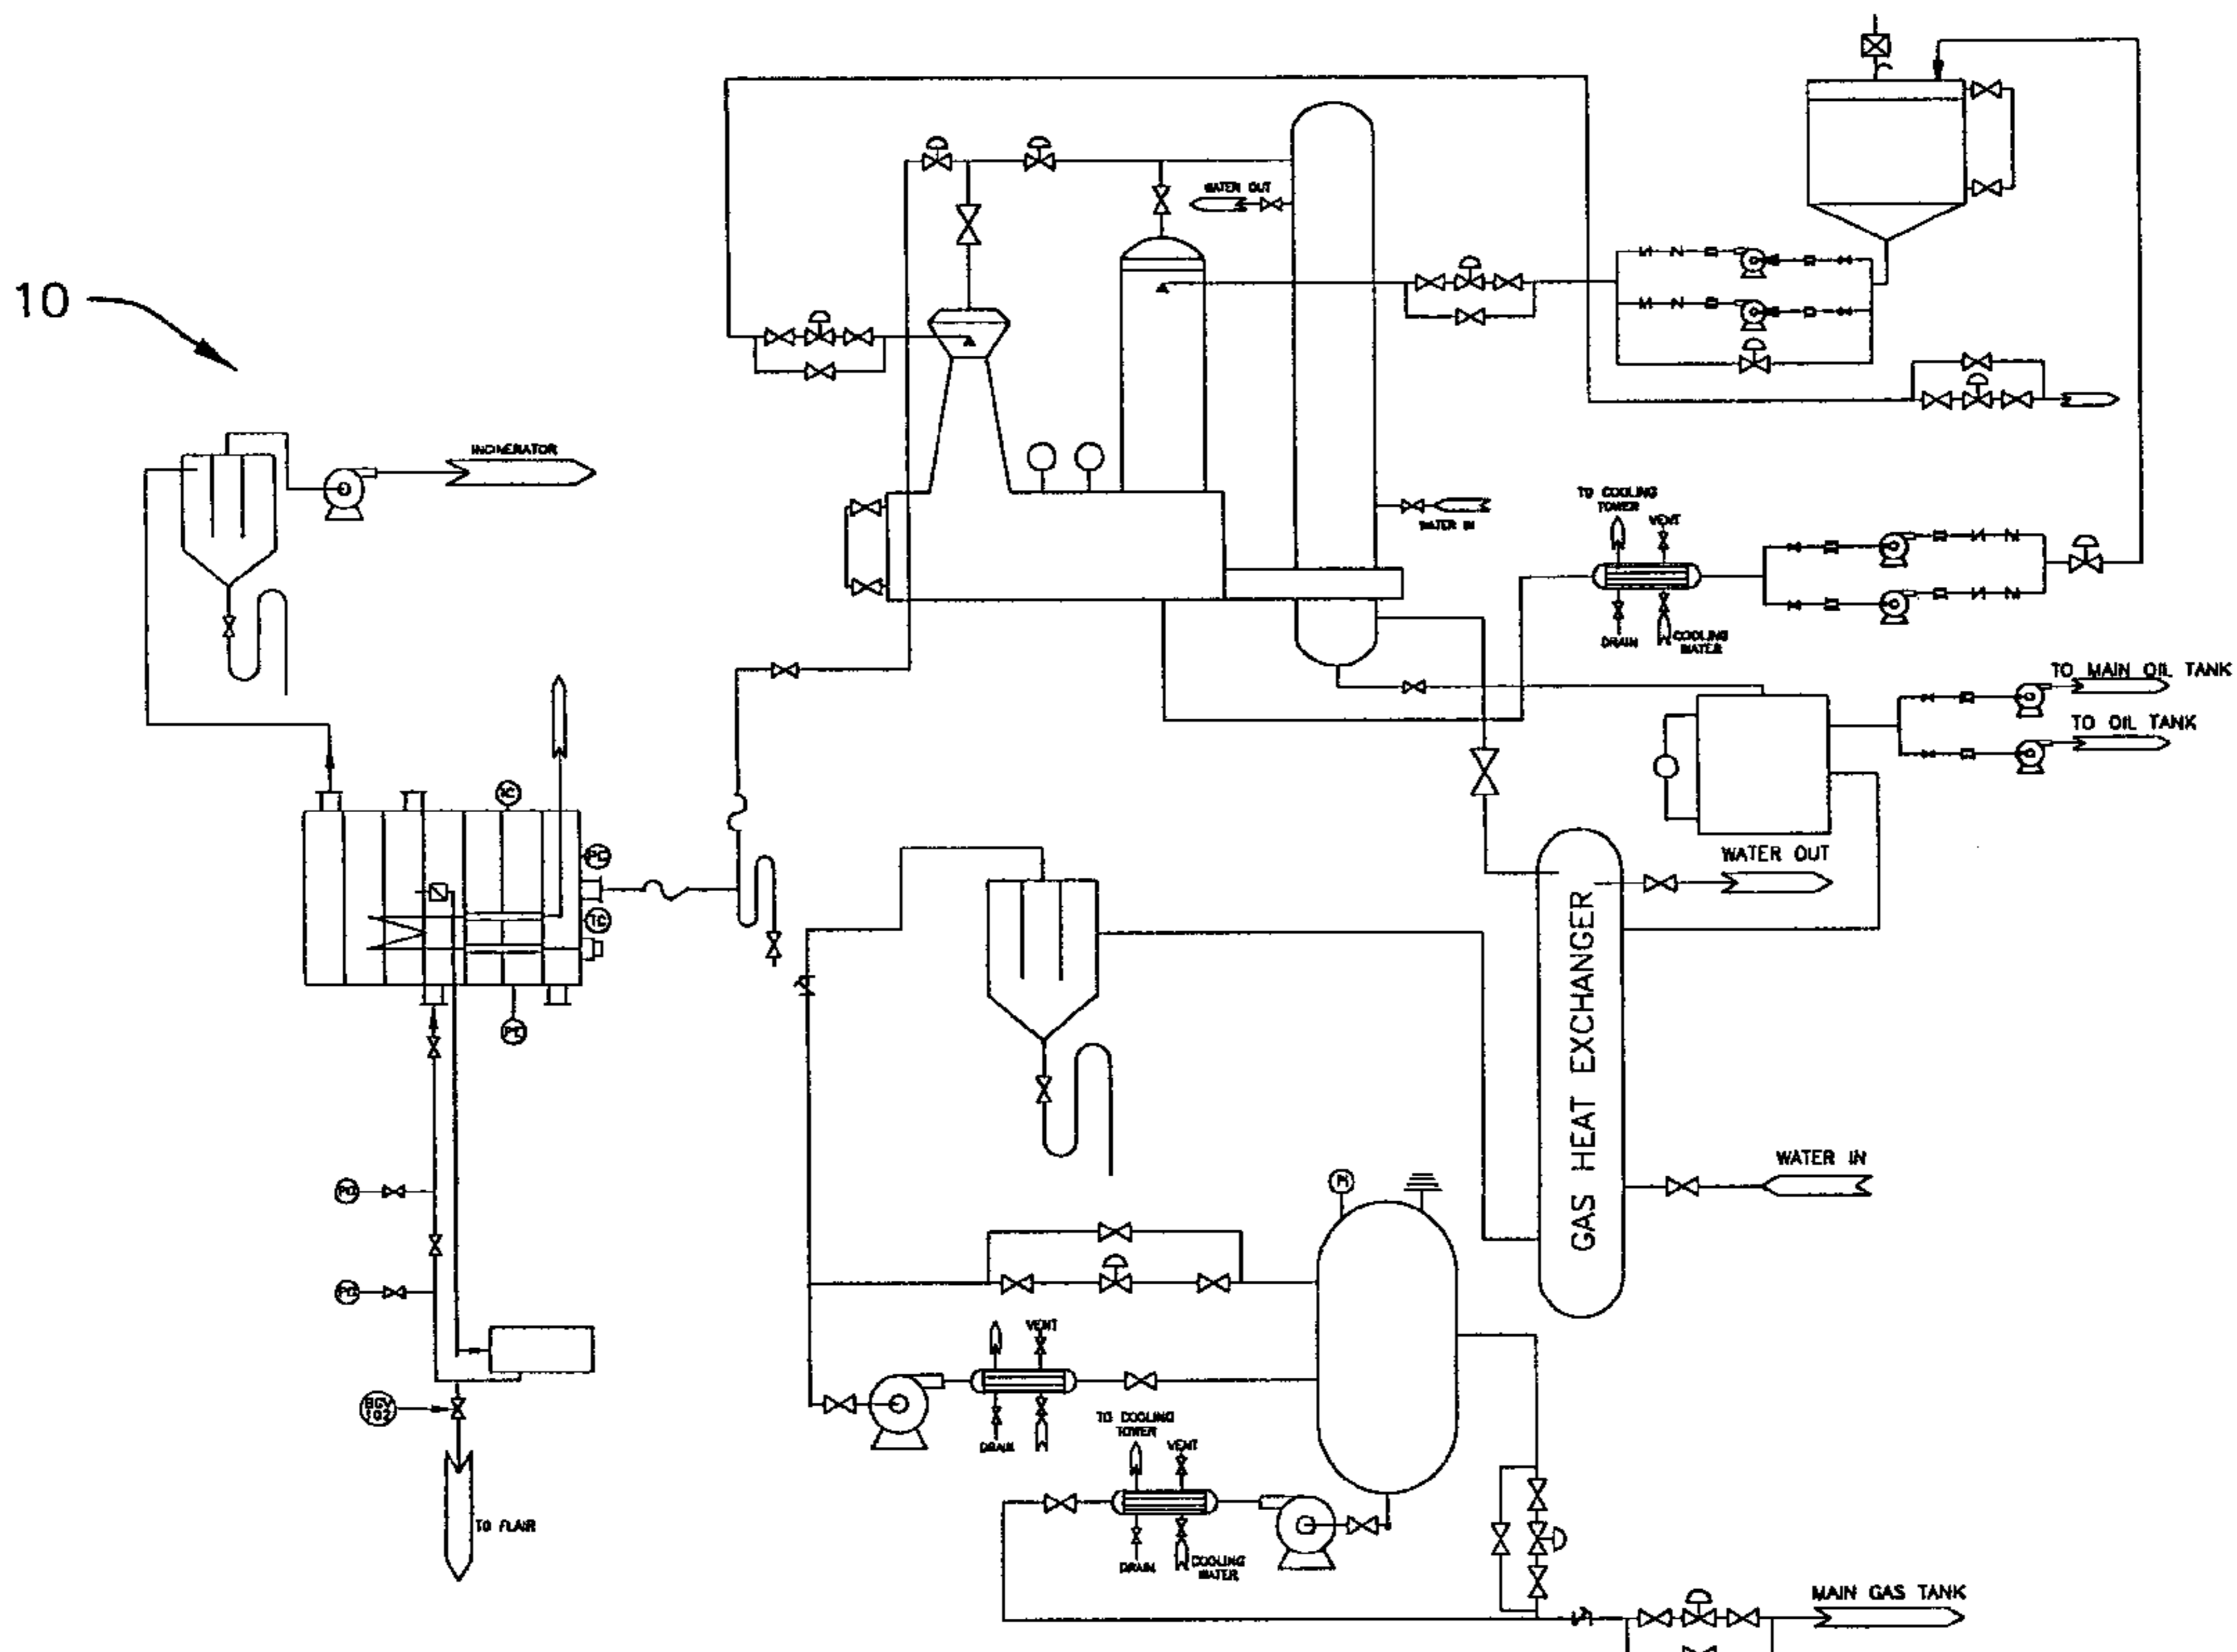 10
WATER OUT
INCINERATOR
WATER IN
TO COOLING
TOWER
VENT
DRAIN
COOLING
WATER
TO MAIN OIL TANK
TO OIL TANK
WATER OUT
GAS HEAT EXCHANGER
WATER IN
PI
VENT
DRAIN
TO COOLING
TOWER
VENT
DRAIN
COOLING
WATER
TO FLAIR
MAIN GAS TANK